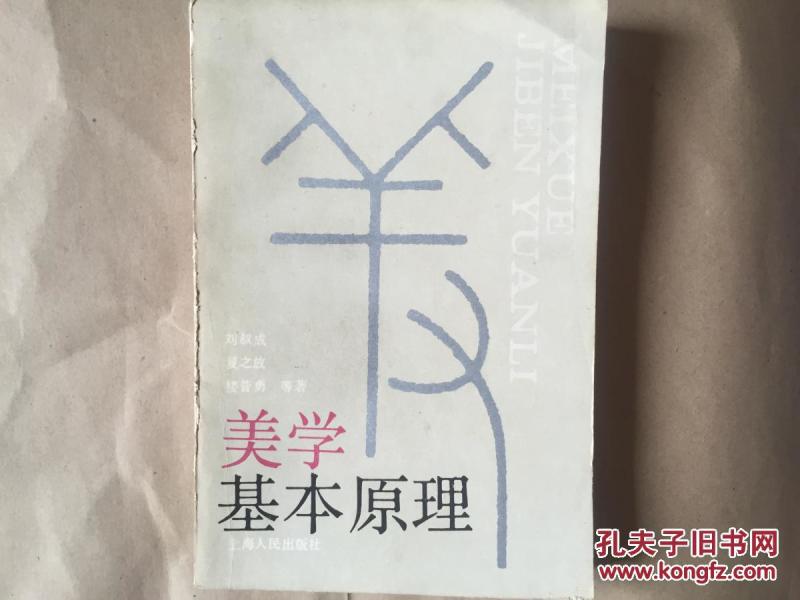 MEIXUE
JIBEN YUANLI
刘叔成
夏之放
楼昔勇 等著
美学
基本原理
上海人民出版社
孔夫子旧书网
www.kongfz.com